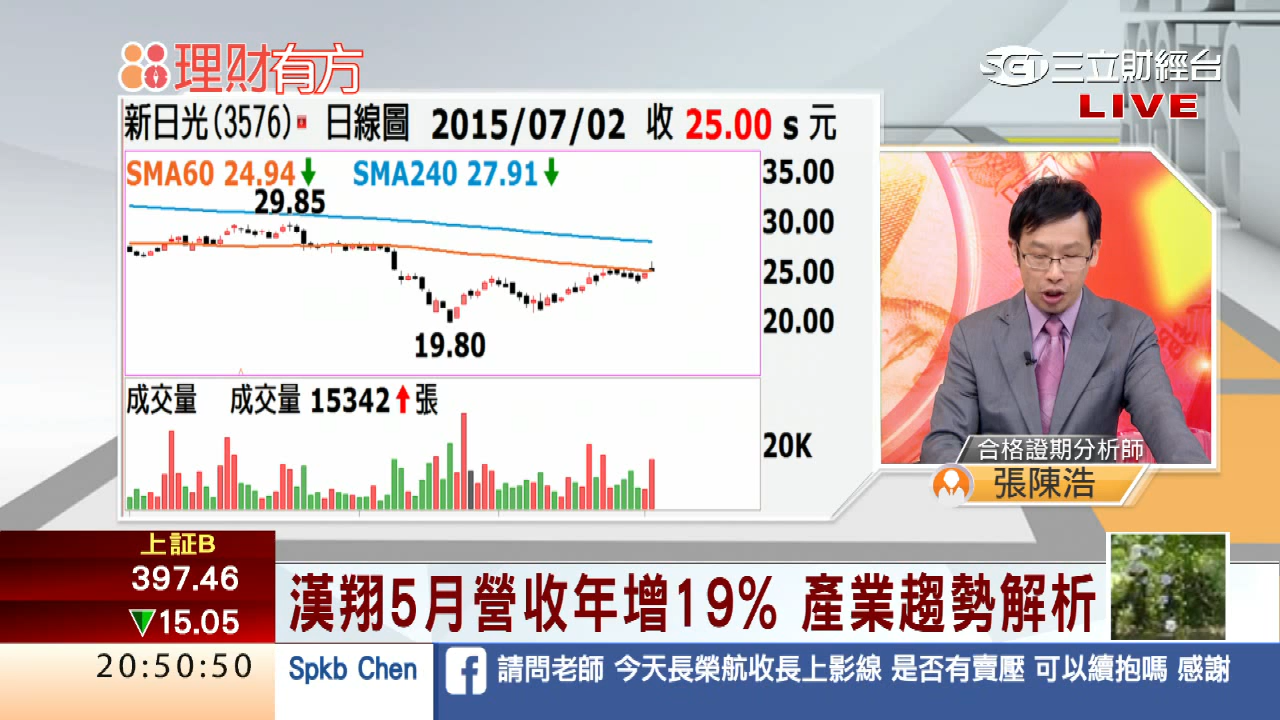 理財有方
SET 三立財經台
LIVE
新日光(3576) 日線圖 2015/07/02 收 25.00 s 元
SMA60 24.94↓ SMA240 27.91↓
29.85
19.80
35.00
30.00
25.00
20.00
成交量 成交量 15342↑張
20K
合格證期分析師
張陳浩
上証B
397.46
▼15.05
漢翔5月營收年增19% 產業趨勢解析
20:50:50
Spkb Chen f 請問老師 今天長榮航收長上影線 是否有賣壓 可以續抱嗎 感謝